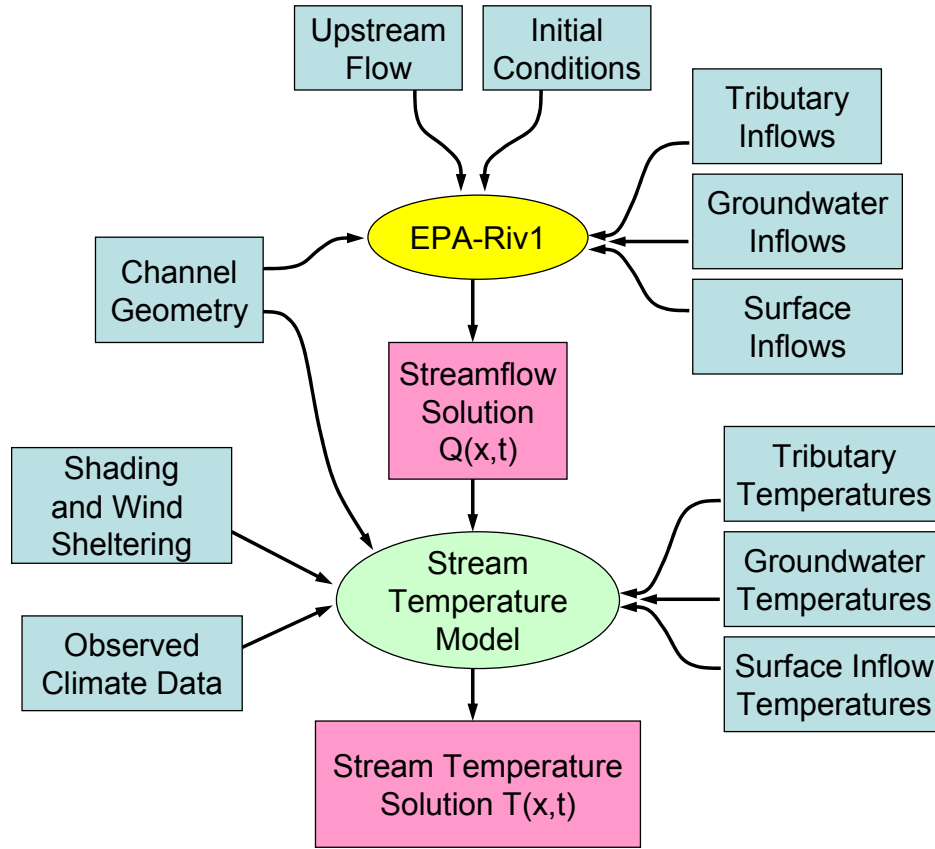 Upstream
Flow
Initial
Conditions
Tributary
Inflows
Groundwater
Inflows
Surface
Inflows
EPA-Riv1
Channel
Geometry
Streamflow
Solution
Q(x,t)
Shading
and Wind
Sheltering
Observed
Climate Data
Stream
Temperature
Model
Tributary
Temperatures
Groundwater
Temperatures
Surface Inflow
Temperatures
Stream Temperature
Solution T(x,t)